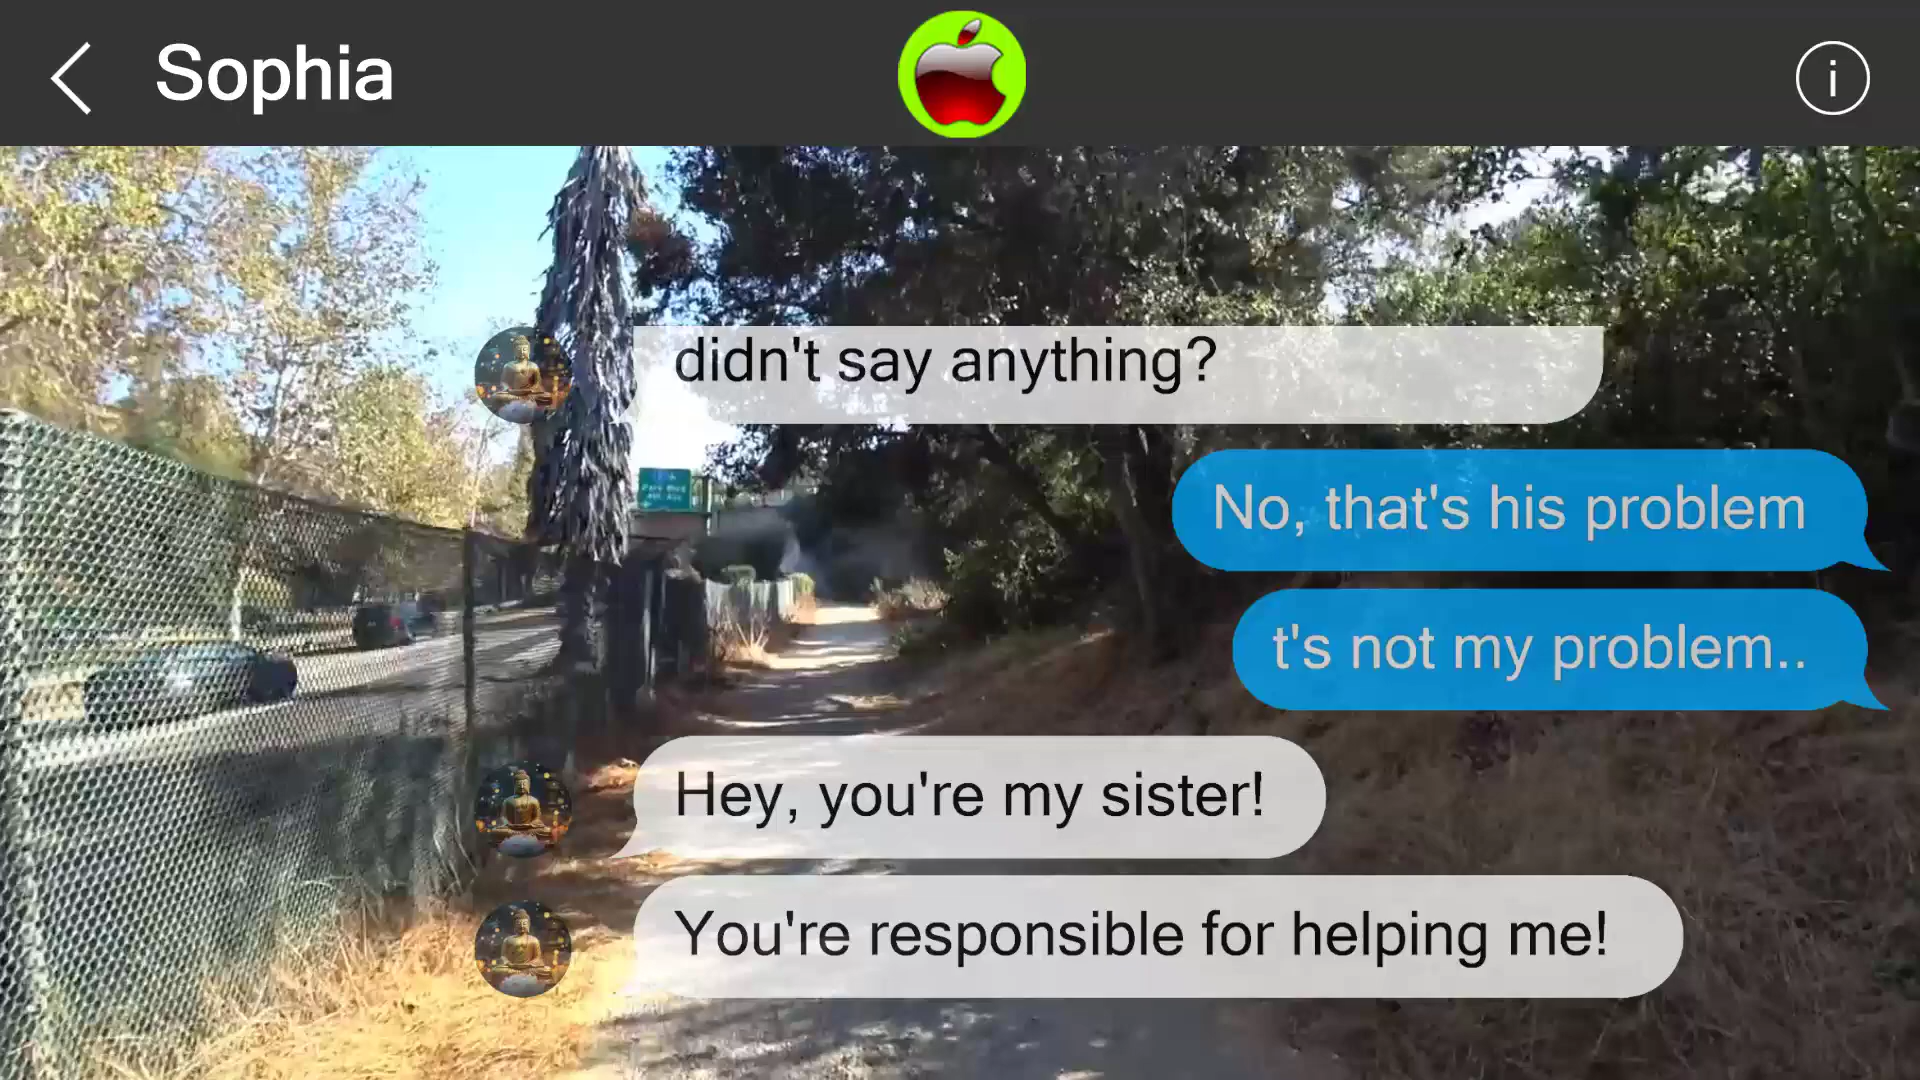 Sophia
i
didn't say anything?
No, that's his problem
t's not my problem..
Hey, you're my sister!
You're responsible for helping me!